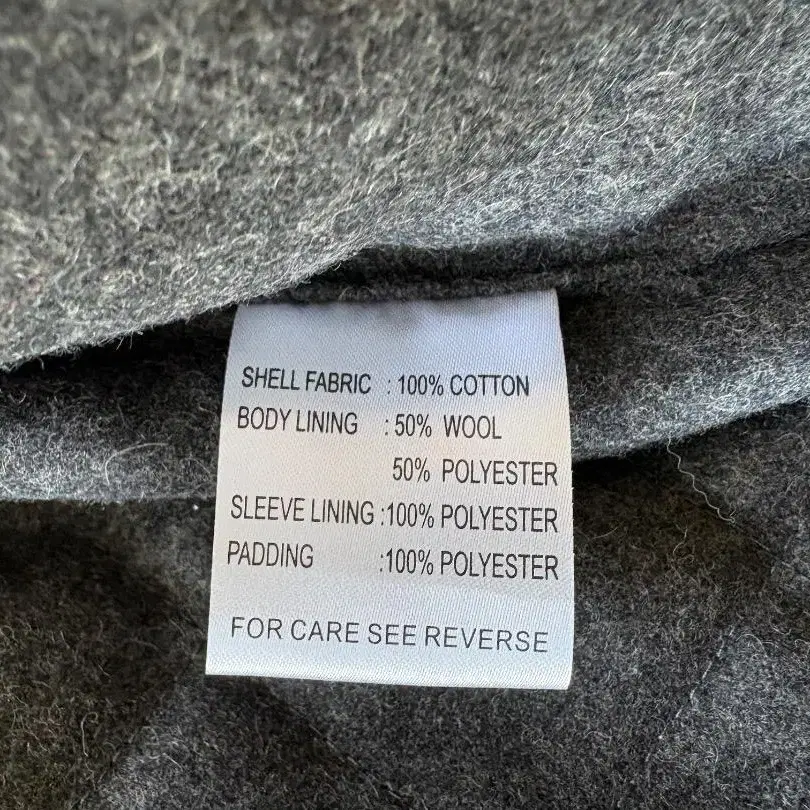 SHELL FABRIC : 100% COTTON
BODY LINING : 50% WOOL
50% POLYESTER
SLEEVE LINING :100% POLYESTER
PADDING :100% POLYESTER
FOR CARE SEE REVERSE